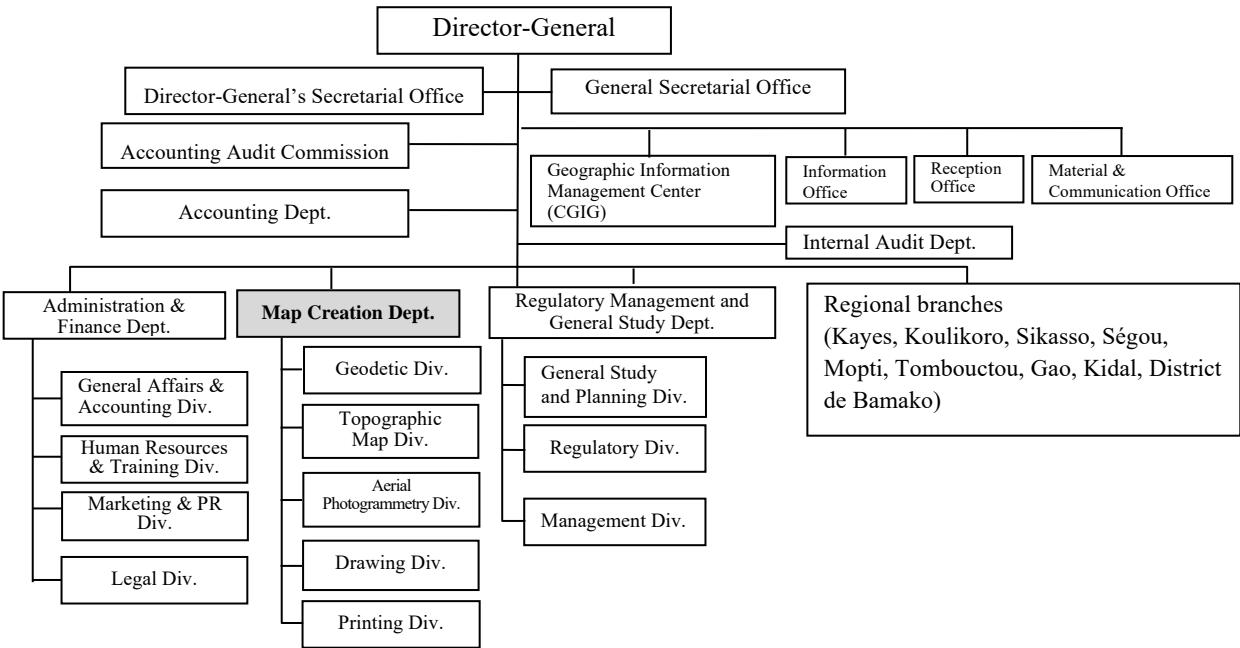 Director-General
Director-General's Secretarial Office
General Secretarial Office
Accounting Audit Commission
Geographic Information
Management Center
(CGIG)
Information
Office
Reception
Office
Material &
Communication Office
Accounting Dept.
Internal Audit Dept.
Administration &
Finance Dept.
General Affairs &
Accounting Div.
Human Resources
& Training Div.
Marketing & PR
Div.
Legal Div.
Map Creation Dept.
Geodetic Div.
Topographic
Map Div.
Aerial
Photogrammetry Div.
Drawing Div.
Printing Div.
Regulatory Management and
General Study Dept.
General Study
and Planning Div.
Regulatory Div.
Management Div.
Regional branches
(Kayes, Koulikoro, Sikasso, Ségou,
Mopti, Tombouctou, Gao, Kidal, District
de Bamako)